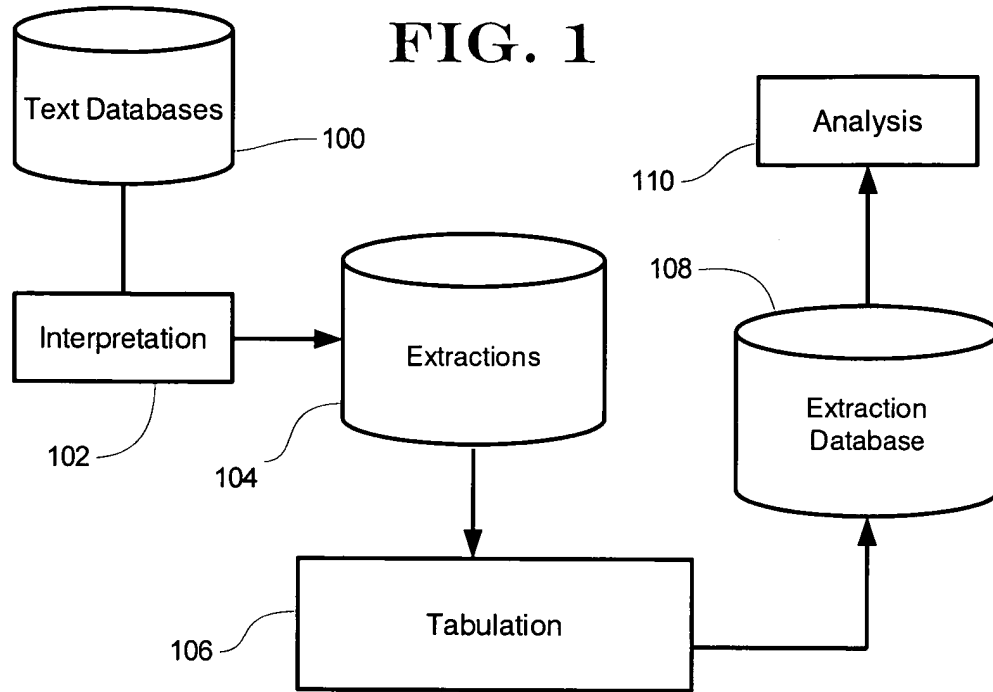 FIG. 1
Text Databases
100
Analysis
110
108
Interpretation
102
Extractions
104
Extraction
Database
Tabulation
106